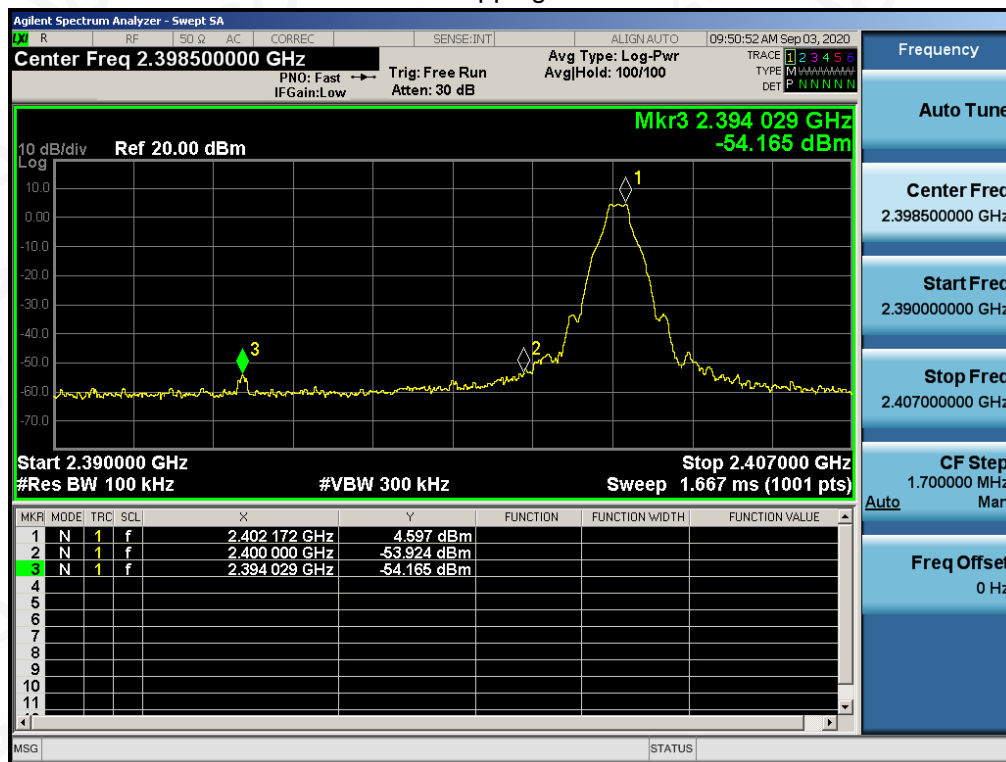 Agilent Spectrum Analyzer - Swept SA
LXI R RF 50 Ω AC CORREC SENSE:INT ALIGN AUTO 09:50:52 AM Sep 03, 2020
Center Freq 2.398500000 GHz Avg Type: Log-Pwr TRACE 1 2 3 4 5 6
PNO: Fast Trig: Free Run Avg|Hold: 100/100 TYPE M WWWWW
IFGain:Low Atten: 30 dB DET P N N N N N
Mkr3 2.394 029 GHz
10 dB/div Ref 20.00 dBm -54.165 dBm
Log
10.0
0.00
-10.0
-20.0
-30.0
-40.0
-50.0
-60.0
-70.0
1
2
3
Start 2.390000 GHz Stop 2.407000 GHz
#Res BW 100 kHz #VBW 300 kHz Sweep 1.667 ms (1001 pts)
MKR MODE TRC SCL X Y FUNCTION FUNCTION WIDTH FUNCTION VALUE
1 N 1 f 2.402 172 GHz 4.597 dBm
2 N 1 f 2.400 000 GHz -53.924 dBm
3 N 1 f 2.394 029 GHz -54.165 dBm
4
5
6
7
8
9
10
11
MSG STATUS
Frequency
Auto Tune
Center Freq
2.398500000 GHz
Start Freq
2.390000000 GHz
Stop Freq
2.407000000 GHz
CF Step
1.700000 MHz
Auto Man
Freq Offset
0 Hz